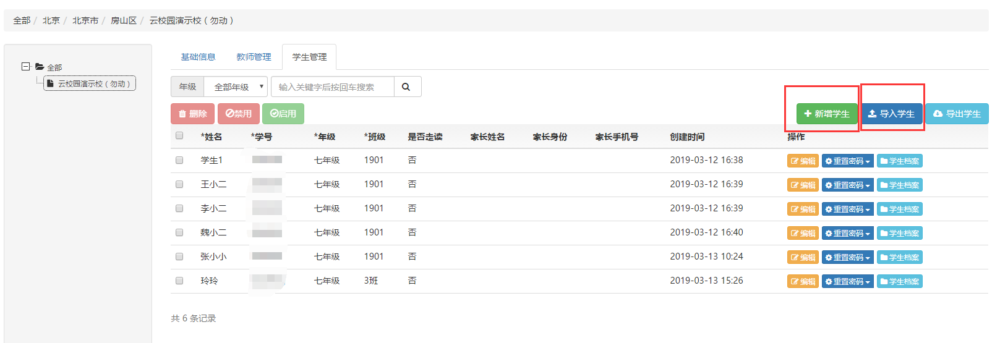 全部 / 北京 / 北京市 / 房山区 / 云校园演示校（勿动）
全部
云校园演示校（勿动）
基础信息 教师管理 学生管理
年级 全部年级 输入关键字后按回车搜索
删除 禁用 启用 新增学生 导入学生 导出学生
*姓名 *学号 *年级 *班级 是否走读 家长姓名 家长身份 家长手机号 创建时间 操作
学生1 七年级 1901 否 2019-03-12 16:38 编辑 重置密码 学生档案
王小二 七年级 1901 否 2019-03-12 16:39 编辑 重置密码 学生档案
李小二 七年级 1901 否 2019-03-12 16:39 编辑 重置密码 学生档案
魏小二 七年级 1901 否 2019-03-12 16:40 编辑 重置密码 学生档案
张小小 七年级 1901 否 2019-03-13 10:24 编辑 重置密码 学生档案
玲玲 七年级 3班 否 2019-03-13 15:26 编辑 重置密码 学生档案
共 6 条记录